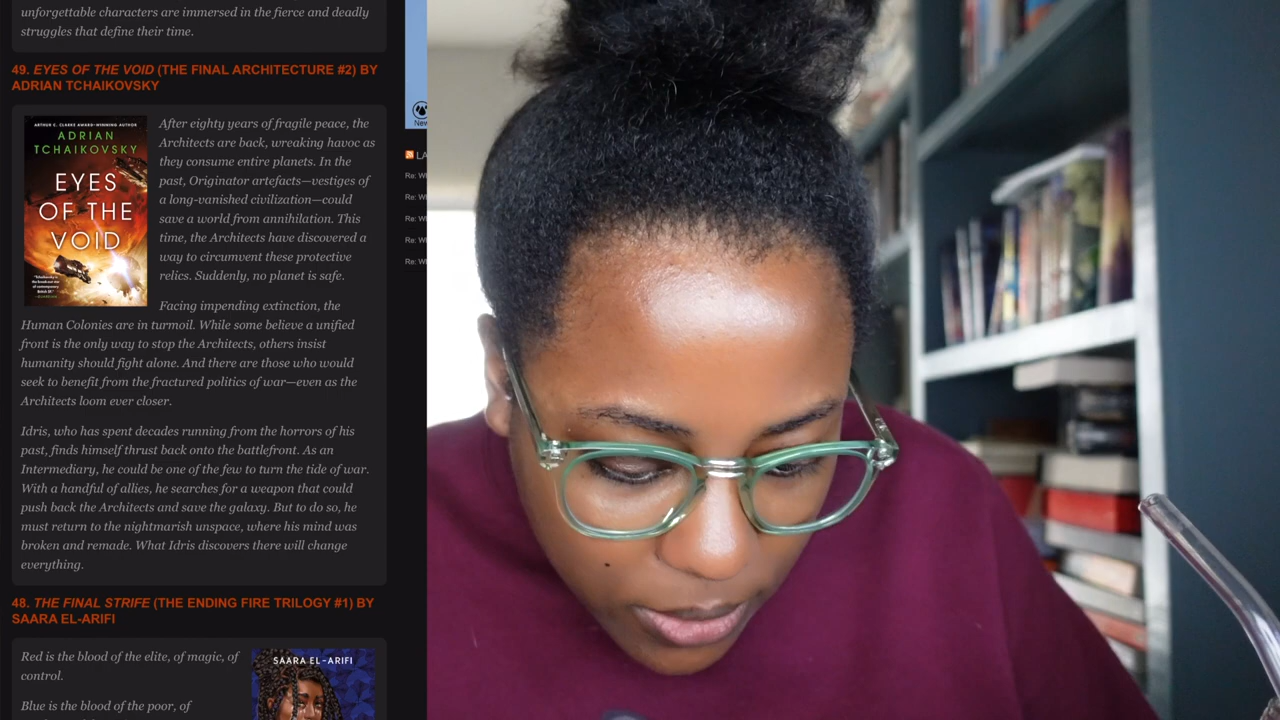 unforgettable characters are immersed in the fierce and deadly
struggles that define their time.
49. EYES OF THE VOID (THE FINAL ARCHITECTURE #2) BY
ADRIAN TCHAIKOVSKY
ARTHUR C. CLARKE AWARD-WINNING AUTHOR
ADRIAN
TCHAIKOVSKY
EYES
OF THE
VOID
After eighty years of fragile peace, the
Architects are back, wreaking havoc as
they consume entire planets. In the
past, Originator artefacts—vestiges of
a long-vanished civilization—could
save a world from annihilation. This
time, the Architects have discovered a
way to circumvent these protective
relics. Suddenly, no planet is safe.
Facing impending extinction, the
Human Colonies are in turmoil. While some believe a unified
front is the only way to stop the Architects, others insist
humanity should fight alone. And there are those who would
seek to benefit from the fractured politics of war—even as the
Architects loom ever closer.
Idris, who has spent decades running from the horrors of his
past, finds himself thrust back onto the battlefront. As an
Intermediary, he could be one of the few to turn the tide of war.
With a handful of allies, he searches for a weapon that could
push back the Architects and save the galaxy. But to do so, he
must return to the nightmarish unspace, where his mind was
broken and remade. What Idris discovers there will change
everything.
48. THE FINAL STRIFE (THE ENDING FIRE TRILOGY #1) BY
SAARA EL-ARIFI
Red is the blood of the elite, of magic, of
control.
Blue is the blood of the poor, of
SAARA EL-ARIFI
New
LA
Re: W
Re: W
Re: W
Re: W
Re: W